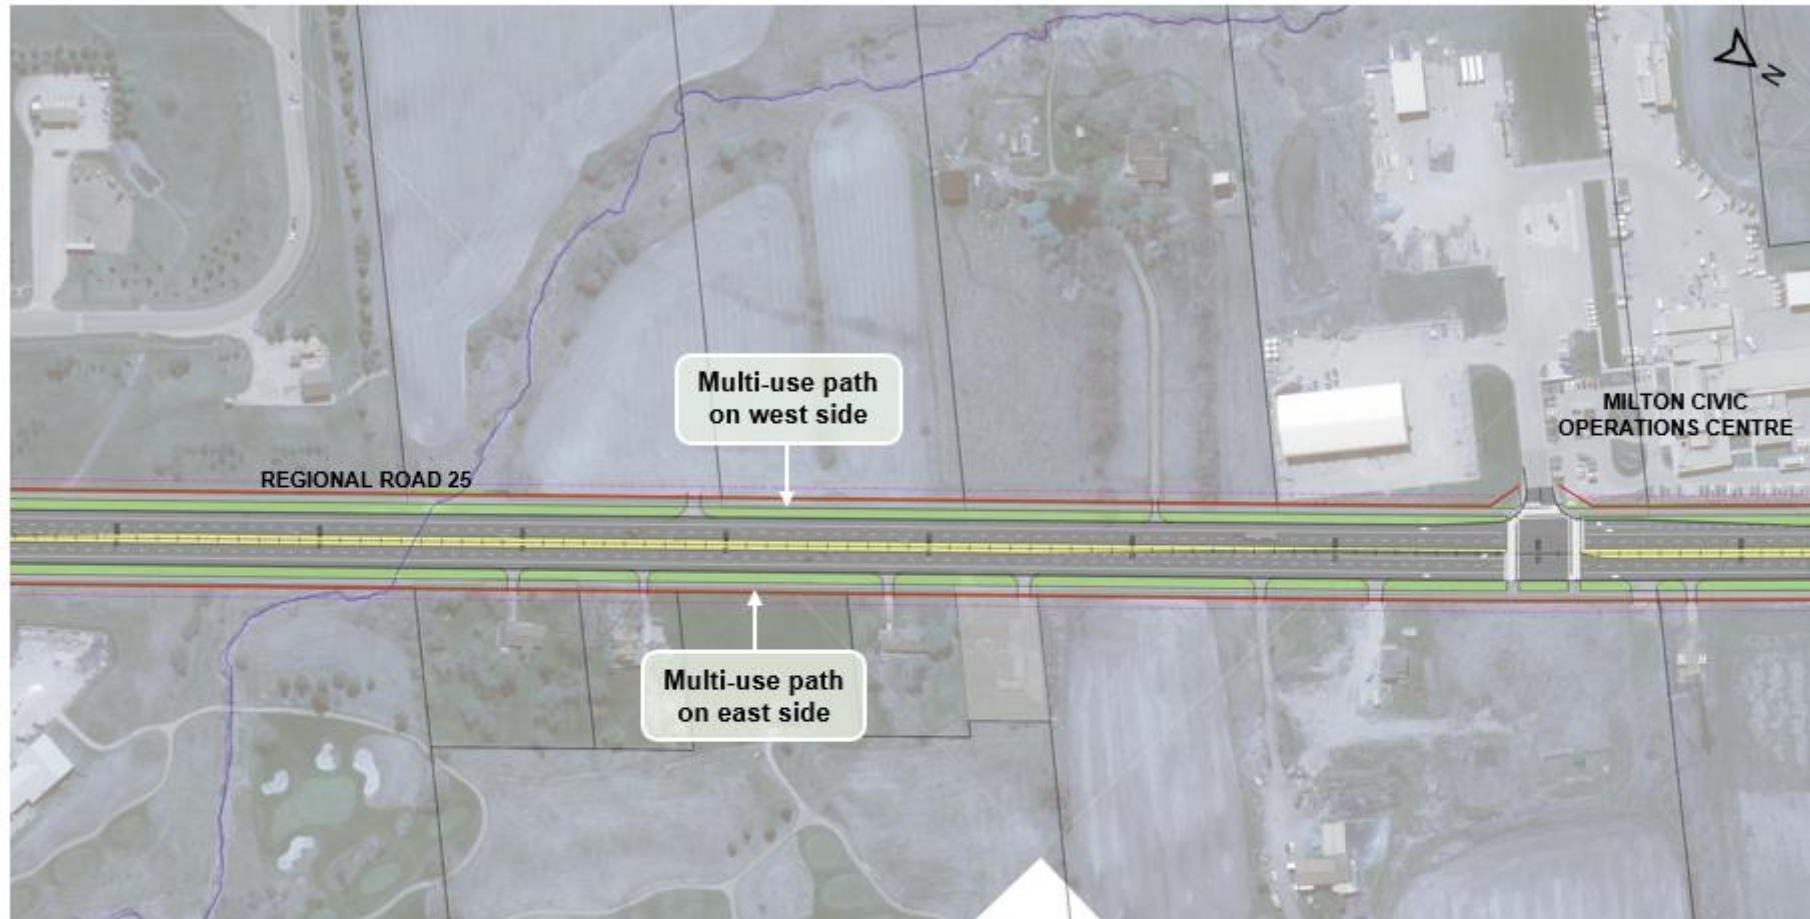 N
Multi-use path
on west side
MILTON CIVIC
OPERATIONS CENTRE
REGIONAL ROAD 25
Multi-use path
on east side